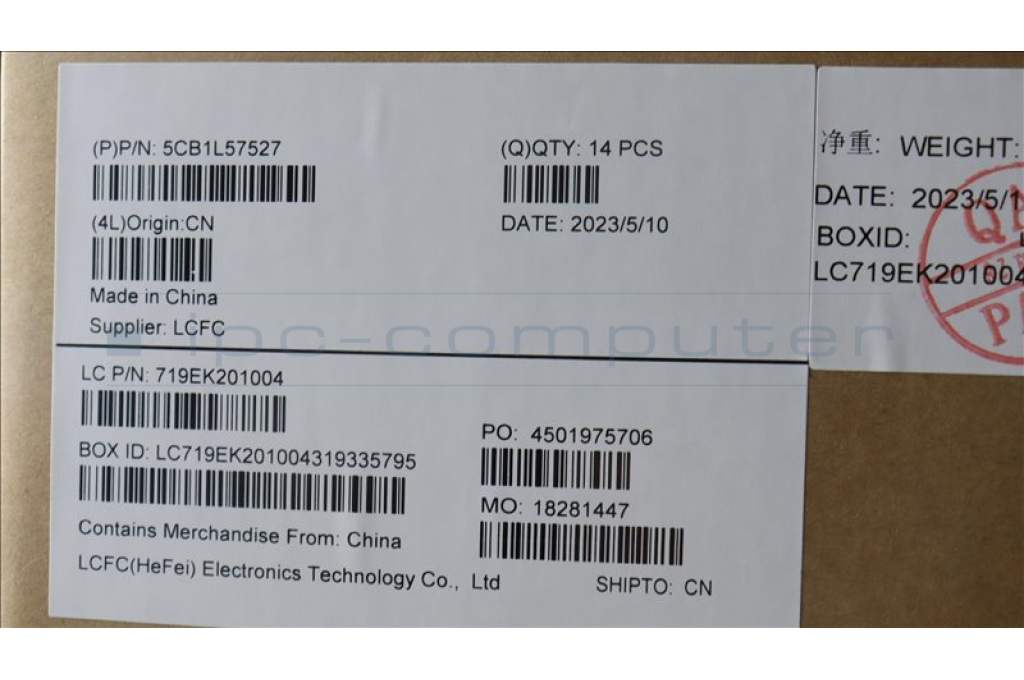 (P)P/N: 5CB1L57527
(Q)QTY: 14 PCS
(4L)Origin:CN
DATE: 2023/5/10
Made in China
Supplier: LCFC
净重: WEIGHT:
DATE: 2023/5/1
BOXID:
LC719EK201004
ipc-computer
LC P/N: 719EK201004
PO: 4501975706
BOX ID: LC719EK201004319335795
MO: 18281447
Contains Merchandise From: China
LCFC(HeFei) Electronics Technology Co., Ltd
SHIPTO: CN